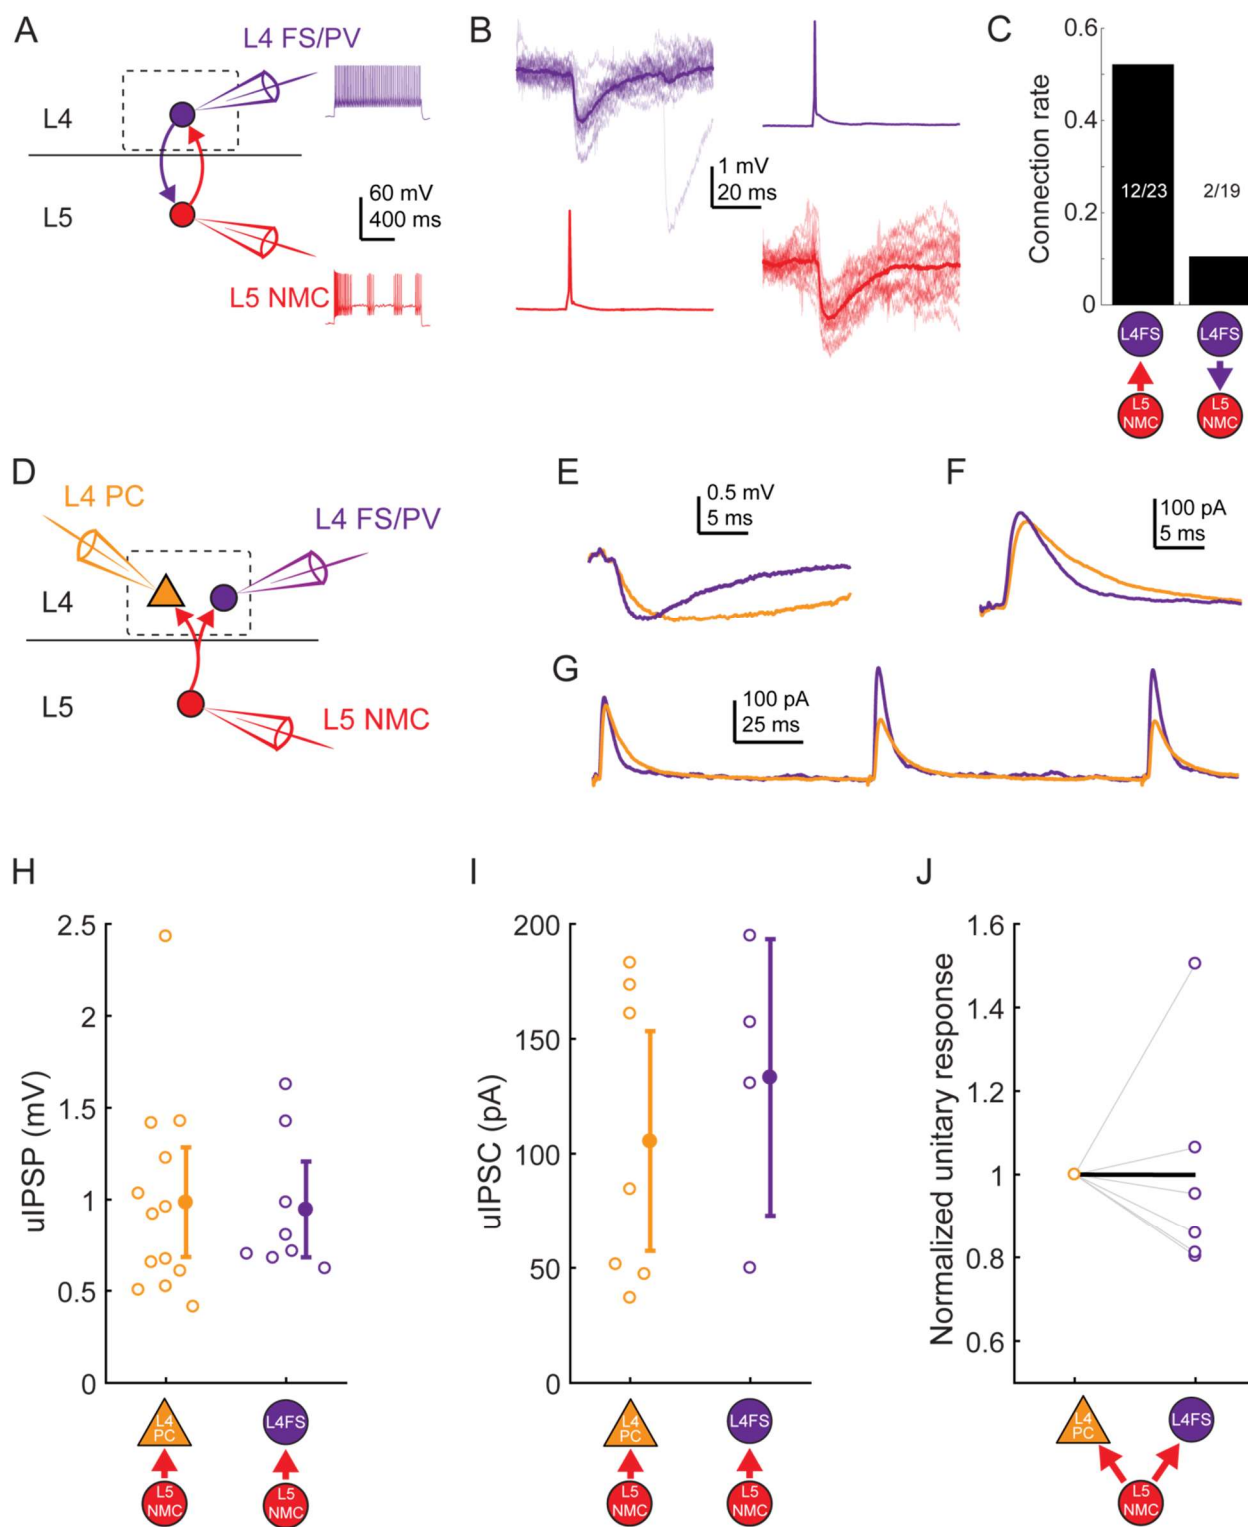 A
L4 FS/PV
L4
L5
60 mV
400 ms
L5 NMC
B
1 mV
20 ms
C
Connection rate
0.6
0.4
0.2
0
12/23
2/19
L4FS
L4FS
L5
NMC
L5
NMC
D
L4 PC
L4 FS/PV
L4
L5
L5 NMC
E
0.5 mV
5 ms
F
100 pA
5 ms
G
100 pA
25 ms
H
uIPSP (mV)
2.5
2
1.5
1
0.5
0
L4
PC
L4FS
L5
NMC
L5
NMC
I
uIPSC (pA)
200
150
100
50
0
L4
PC
L4FS
L5
NMC
L5
NMC
J
Normalized unitary response
1.6
1.4
1.2
1
0.8
0.6
L4
PC
L4FS
L5
NMC